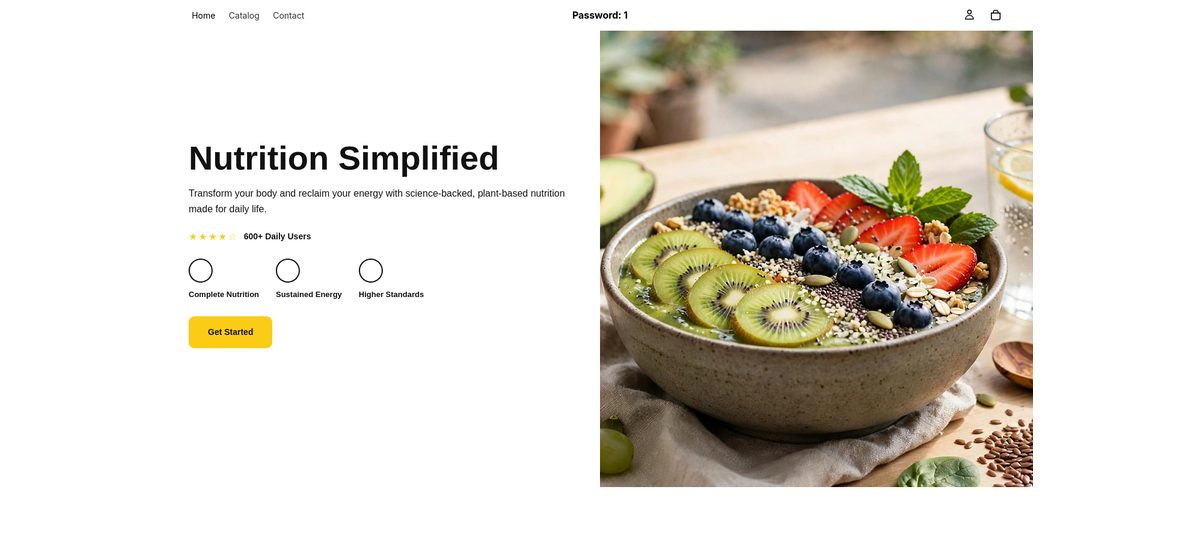 Home Catalog Contact Password: 1
Nutrition Simplified
Transform your body and reclaim your energy with science-backed, plant-based nutrition
made for daily life.
★★★★☆ 600+ Daily Users
Complete Nutrition Sustained Energy Higher Standards
Get Started